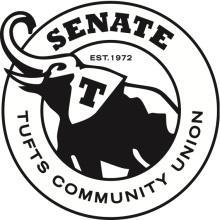 SENATE
EST.1972
T
TUFTS COMMUNITY UNION